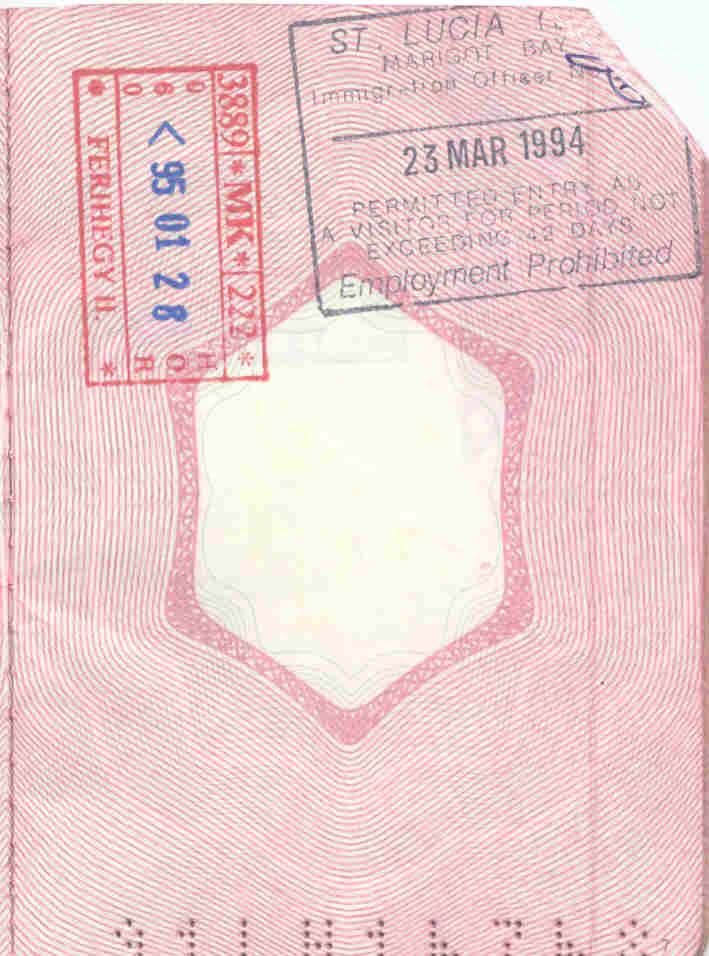 ST. LUCIA
MARIGOT BAY
Immigration Officer
23 MAR 1994
PERMITTED ENTRY AS
A VISITOR FOR PERIOD NOT
EXCEEDING 42 DAYS
Employment Prohibited
3889 * MK * 222 *
H O R
< 95 01 28
FERIHEGY II. *
7